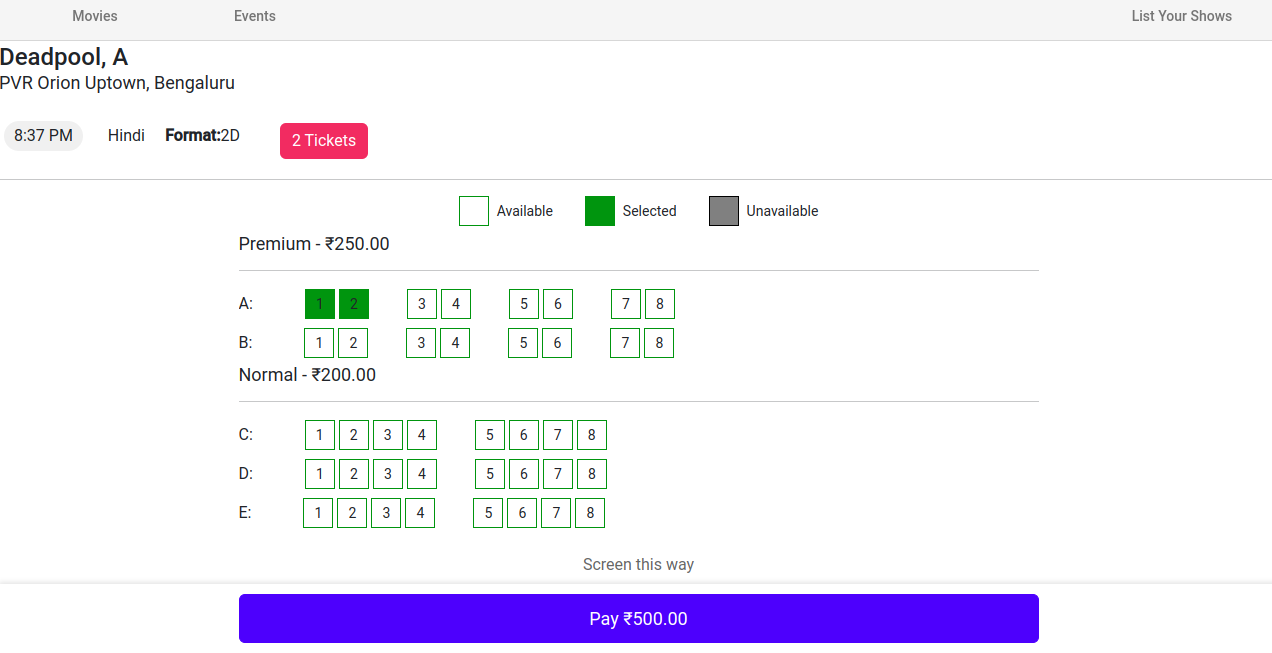 Movies Events List Your Shows
Deadpool, A
PVR Orion Uptown, Bengaluru
8:37 PM Hindi Format:2D 2 Tickets
Available Selected Unavailable
Premium - ₹250.00
A: 1 2 3 4 5 6 7 8
B: 1 2 3 4 5 6 7 8
Normal - ₹200.00
C: 1 2 3 4 5 6 7 8
D: 1 2 3 4 5 6 7 8
E: 1 2 3 4 5 6 7 8
Screen this way
Pay ₹500.00